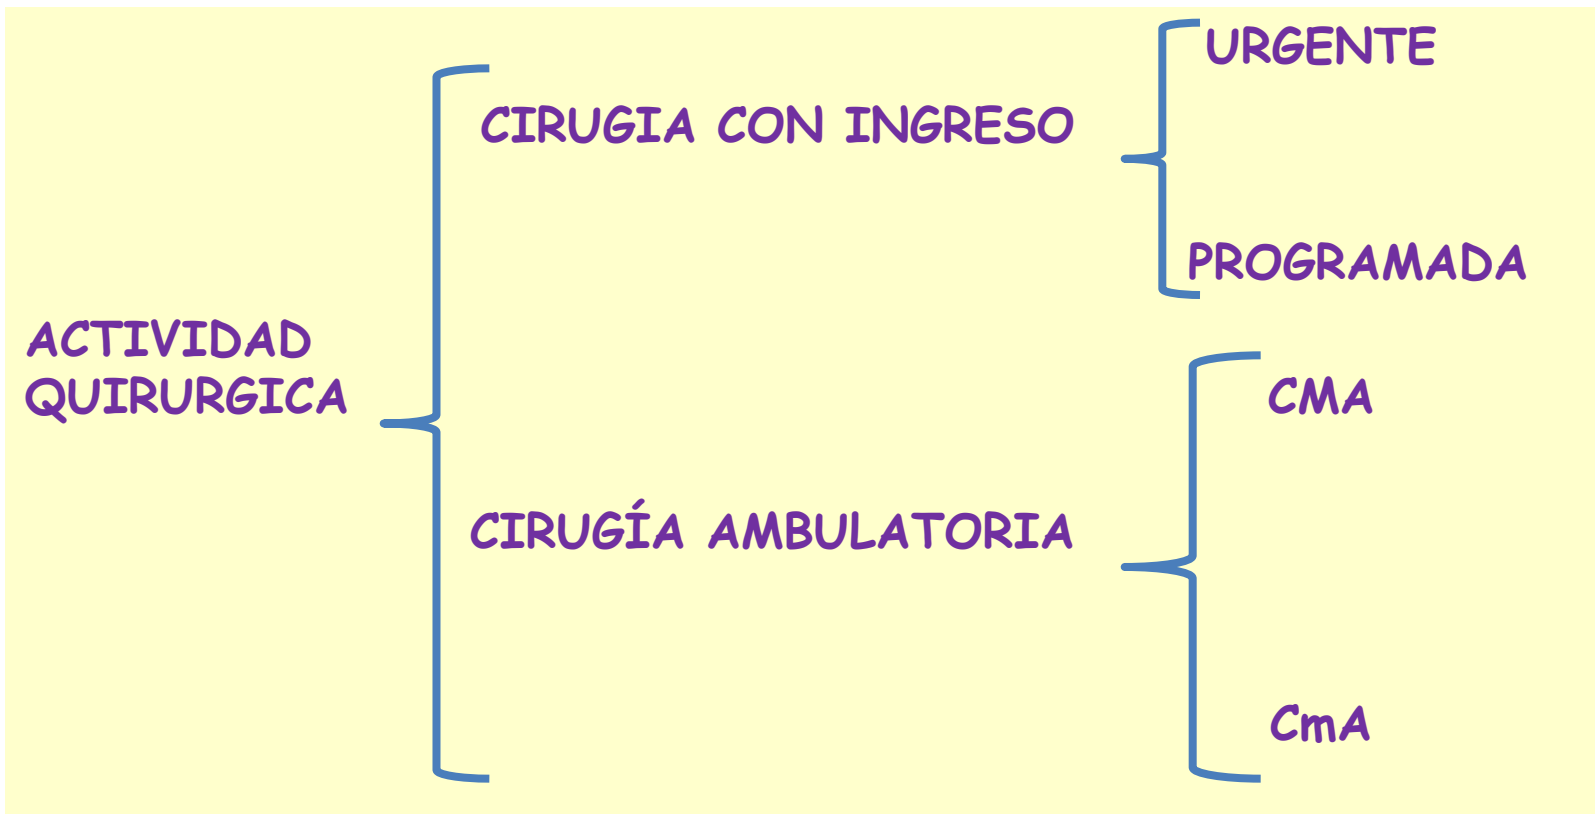 URGENTE
CIRUGIA CON INGRESO
PROGRAMADA
ACTIVIDAD
QUIRURGICA
CMA
CIRUGÍA AMBULATORIA
CmA